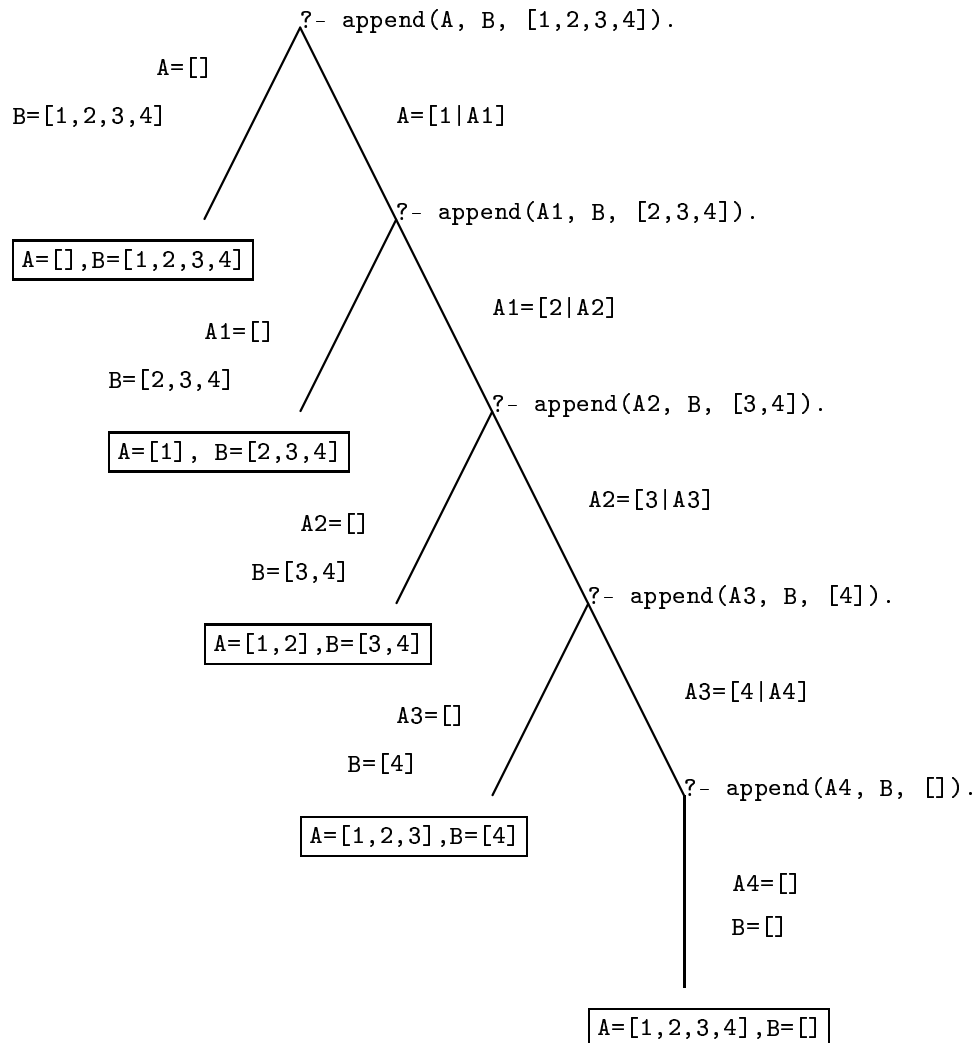 ?- append(A, B, [1,2,3,4]).
A=[]
B=[1,2,3,4]
A=[1|A1]
?- append(A1, B, [2,3,4]).
A=[],B=[1,2,3,4]
A1=[]
B=[2,3,4]
A1=[2|A2]
?- append(A2, B, [3,4]).
A=[1], B=[2,3,4]
A2=[]
B=[3,4]
A2=[3|A3]
?- append(A3, B, [4]).
A=[1,2],B=[3,4]
A3=[]
B=[4]
A3=[4|A4]
?- append(A4, B, []).
A=[1,2,3],B=[4]
A4=[]
B=[]
A=[1,2,3,4],B=[]